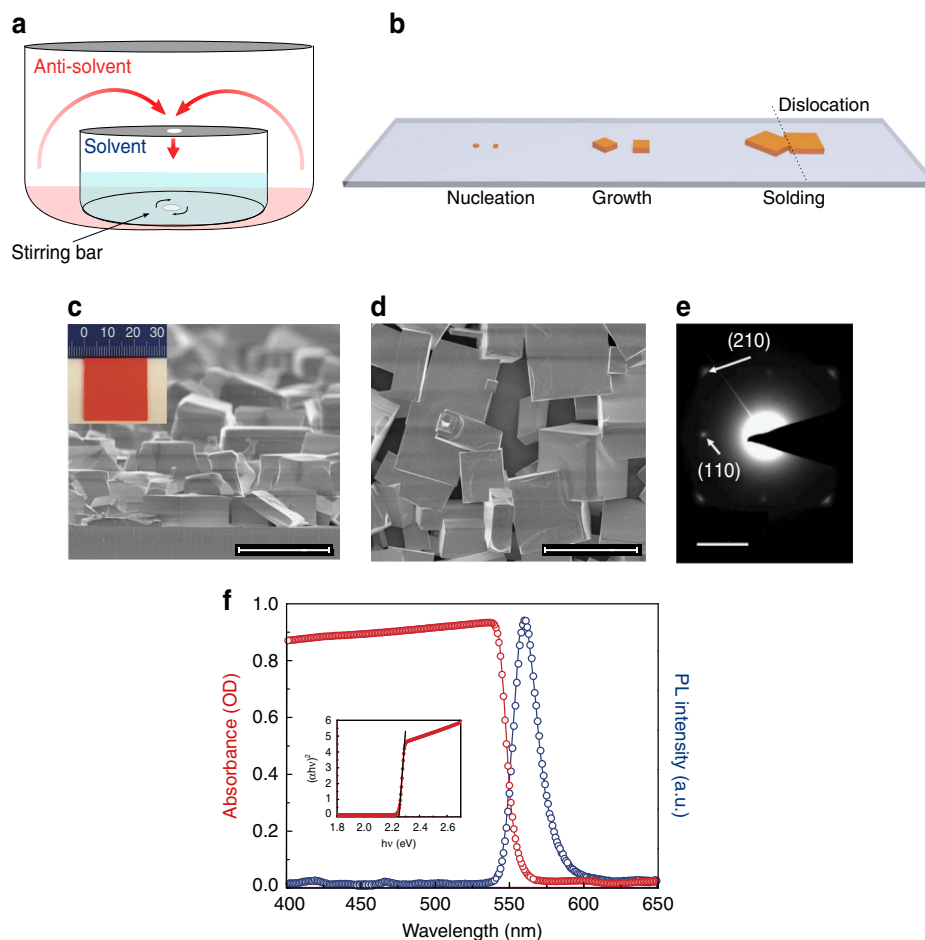 a
Anti-solvent
Solvent
Stirring bar
b
Dislocation
Nucleation
Growth
Solding
c
0 10 20 30
d
e
(210)
(110)
f
Absorbance (OD)
1.0
0.8
0.6
0.4
0.2
0.0
400 450 500 550 600 650
Wavelength (nm)
PL intensity (a.u.)
(αhν)²
6
5
4
3
2
1
0
1.8 2.0 2.2 2.4 2.6
hν (eV)